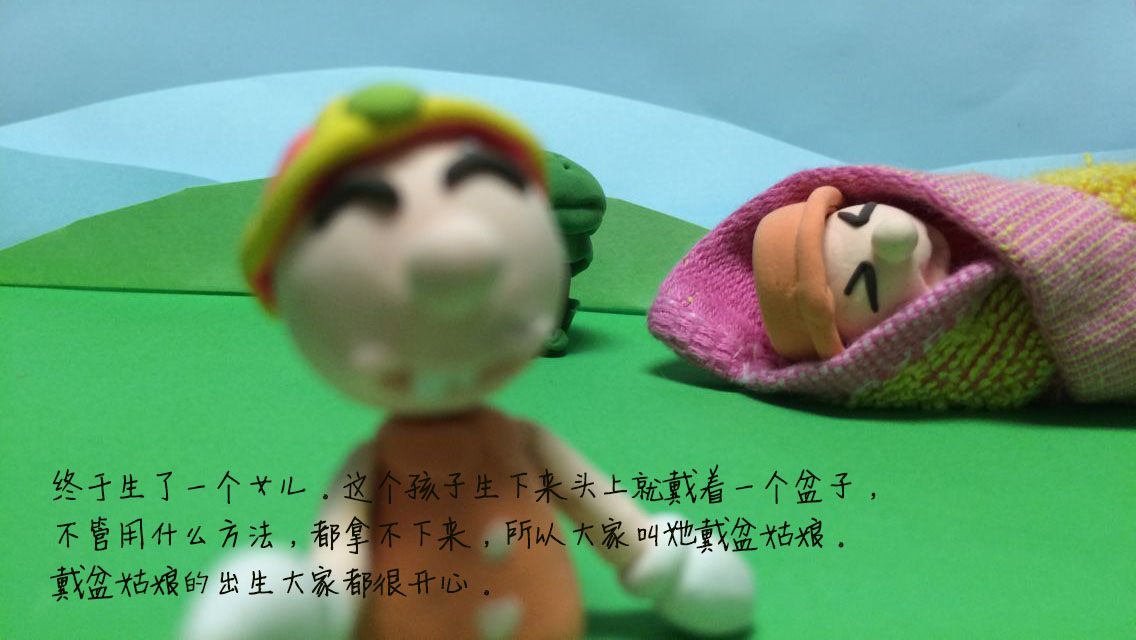 终于生了一个女儿。这个孩子生下来头上就戴着一个盆子，
不管用什么方法，都拿不下来，所以大家叫她戴盆姑娘。
戴盆姑娘的出生大家都很开心。